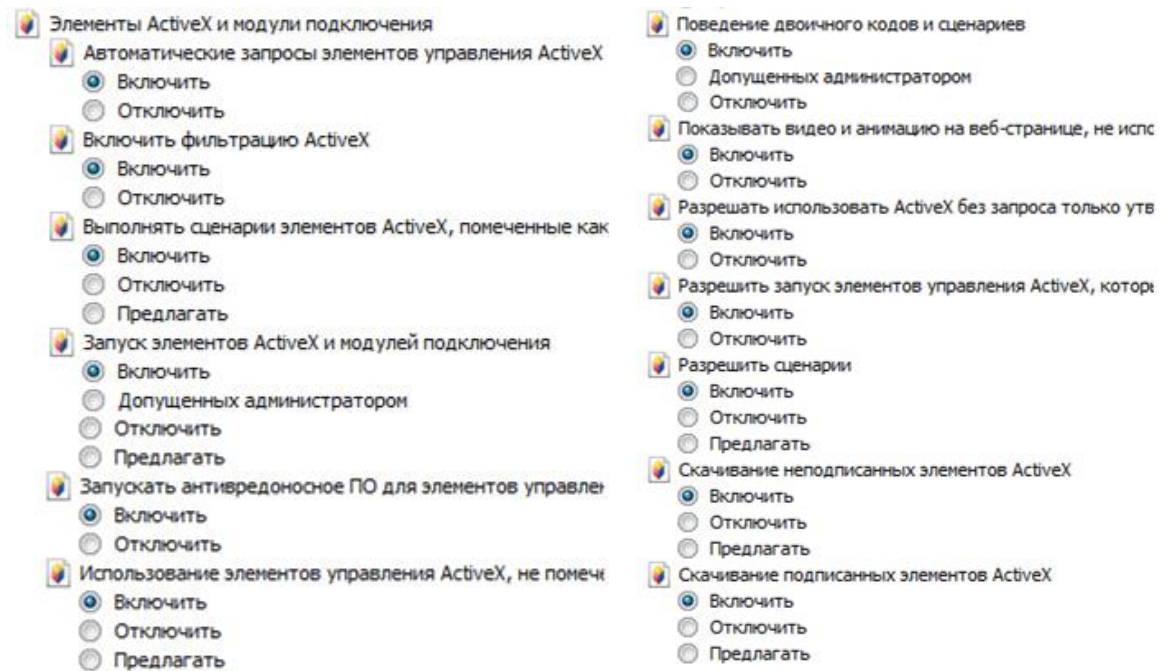 Элементы ActiveX и модули подключения
Автоматические запросы элементов управления ActiveX
Включить
Отключить
Включить фильтрацию ActiveX
Включить
Отключить
Выполнять сценарии элементов ActiveX, помеченные как
Включить
Отключить
Предлагать
Запуск элементов ActiveX и модулей подключения
Включить
Допущенных администратором
Отключить
Предлагать
Запускать антивредоносное ПО для элементов управлен
Включить
Отключить
Использование элементов управления ActiveX, не помече
Включить
Отключить
Предлагать
Поведение двоичного кодов и сценариев
Включить
Допущенных администратором
Отключить
Показывать видео и анимацию на веб-странице, не испо
Включить
Отключить
Разрешать использовать ActiveX без запроса только утв
Включить
Отключить
Разрешить запуск элементов управления ActiveX, которы
Включить
Отключить
Разрешить сценарии
Включить
Отключить
Предлагать
Скачивание неподписанных элементов ActiveX
Включить
Отключить
Предлагать
Скачивание подписанных элементов ActiveX
Включить
Отключить
Предлагать